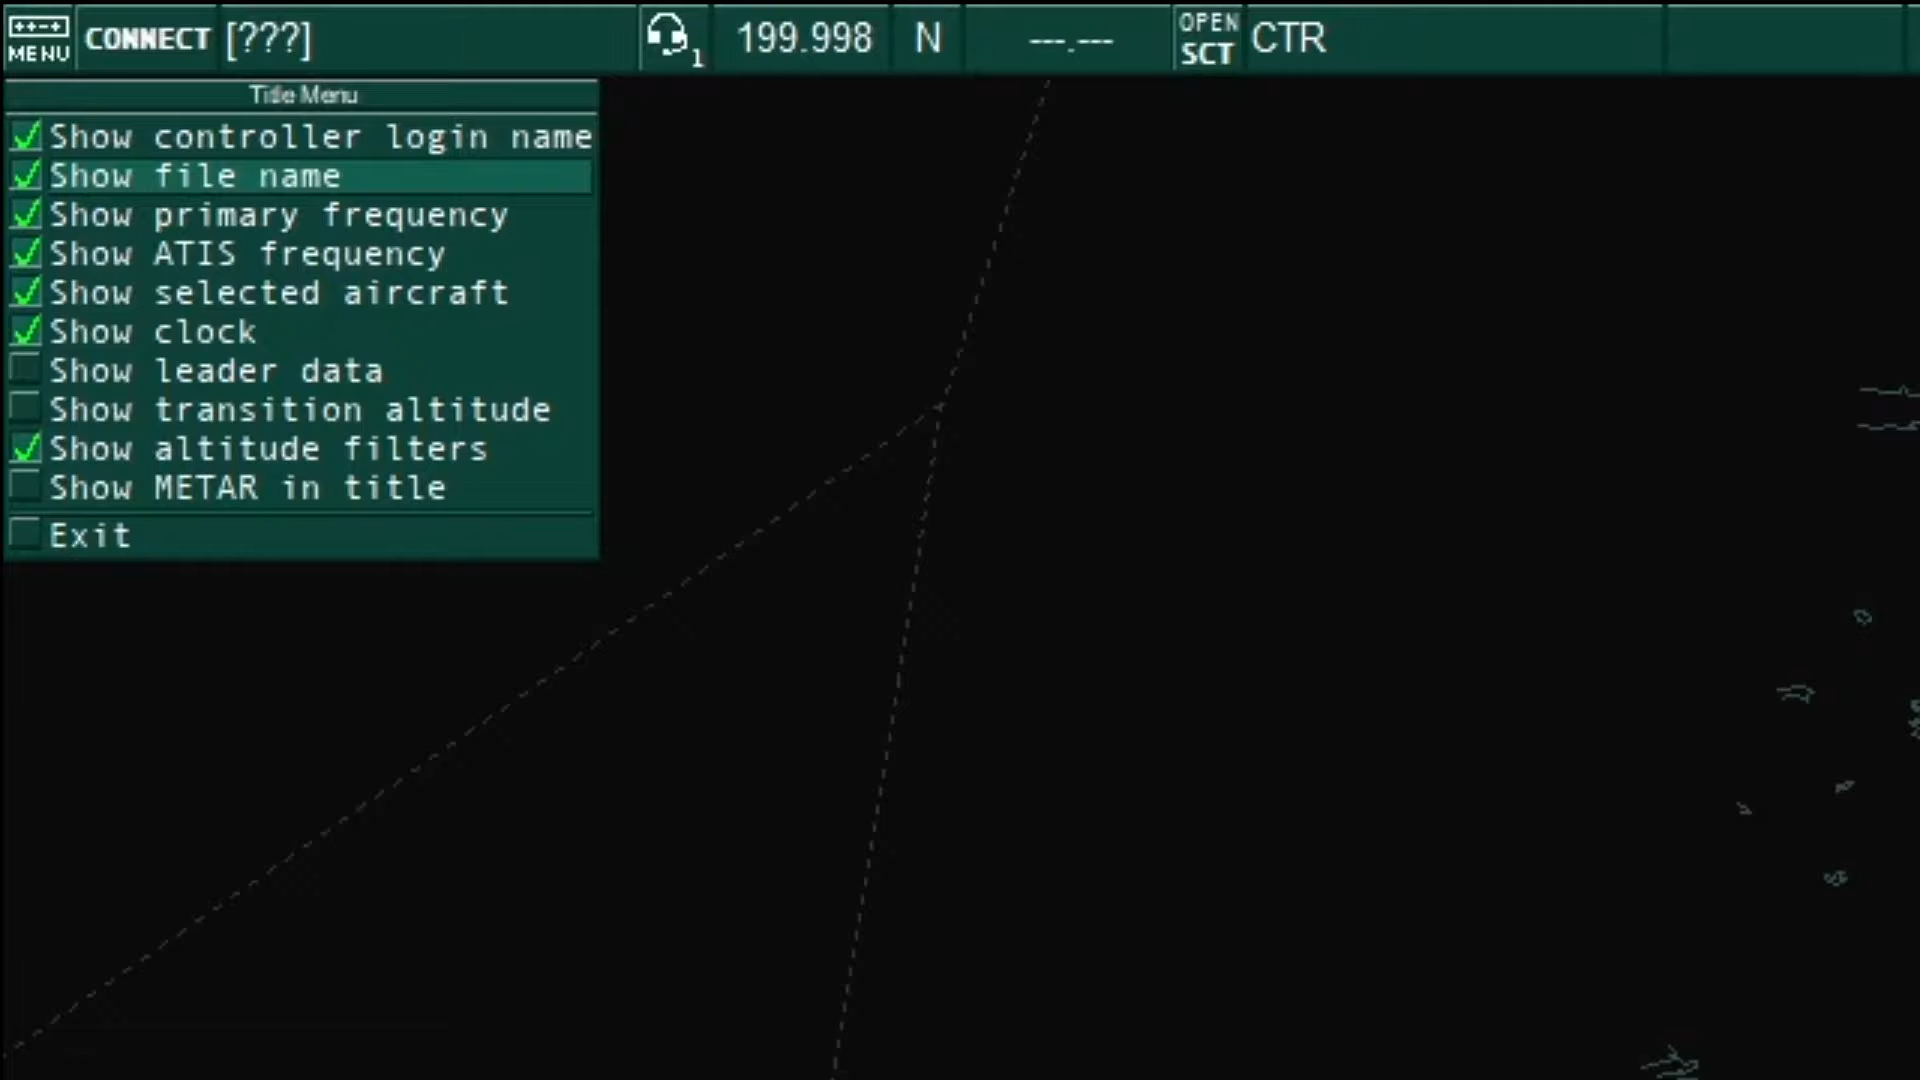 MENU CONNECT [???] 1 199.998 N ---.--- OPEN SCT CTR
Title Menu
Show controller login name
Show file name
Show primary frequency
Show ATIS frequency
Show selected aircraft
Show clock
Show leader data
Show transition altitude
Show altitude filters
Show METAR in title
Exit